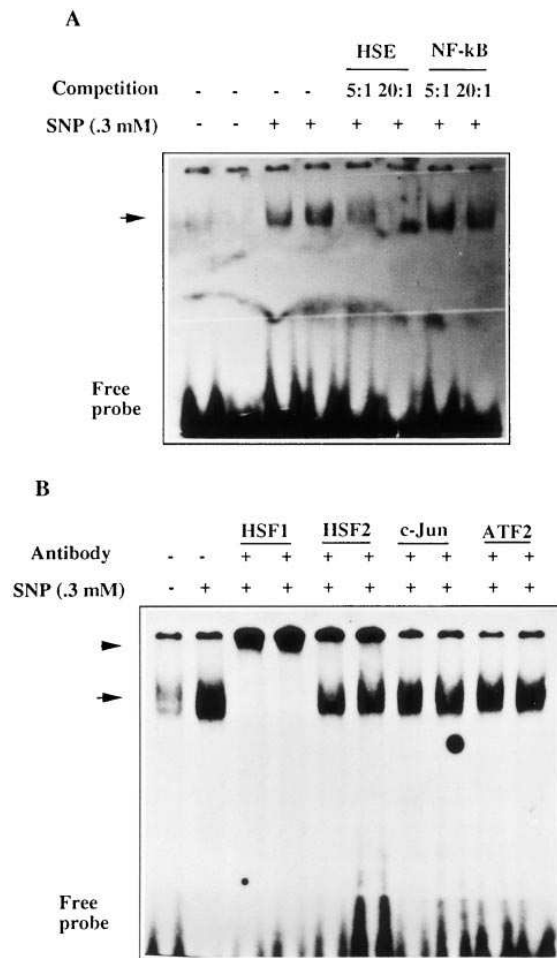 A
HSE NF-kB
Competition - - - - 5:1 20:1 5:1 20:1
SNP (.3 mM) - - + + + + + +
Free
probe
B
HSF1 HSF2 c-Jun ATF2
Antibody - - + + + + + + + +
SNP (.3 mM) - + + + + + + + + +
Free
probe